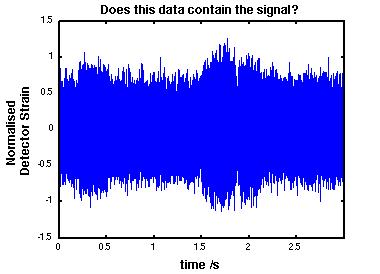 Does this data contain the signal?
1.5
1
0.5
0
-0.5
-1
-1.5
Normalised
Detector Strain
0 0.5 1 1.5 2 2.5
time /s